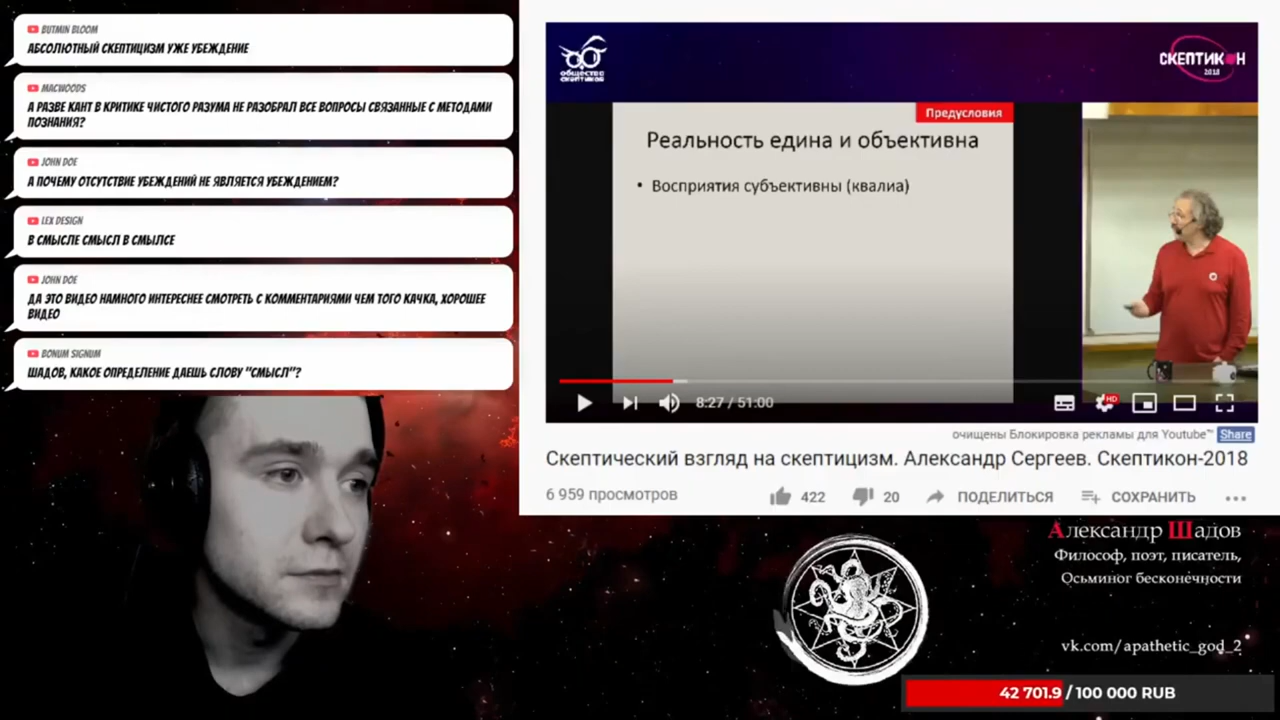 BUTMIN BLOOM
АБСОЛЮТНЫЙ СКЕПТИЦИЗМ УЖЕ УБЕЖДЕНИЕ
MACWOODS
А РАЗВЕ КАНТ В КРИТИКЕ ЧИСТОГО РАЗУМА НЕ РАЗОБРАЛ ВСЕ ВОПРОСЫ СВЯЗАННЫЕ С МЕТОДАМИ
ПОЗНАНИЯ?
JOHN DOE
А ПОЧЕМУ ОТСУТСТВИЕ УБЕЖДЕНИЙ НЕ ЯВЛЯЕТСЯ УБЕЖДЕНИЕМ?
LEX DESIGN
В СМЫСЛЕ СМЫСЛ В СМЫЛСЕ
JOHN DOE
ДА ЭТО ВИДЕО НАМНОГО ИНТЕРЕСНЕЕ СМОТРЕТЬ С КОММЕНТАРИЯМИ ЧЕМ ТОГО КАЧКА, ХОРОШЕЕ
ВИДЕО
BONUM SIGNUM
ШАДОВ, КАКОЕ ОПРЕДЕЛЕНИЕ ДАЕШЬ СЛОВУ "СМЫСЛ"?
общество
скептиков
СКЕПТИКОН
2018
Предусловия
Реальность едина и объективна
• Восприятия субъективны (квалиа)
8:27 / 51:00
HD
очищены Блокировка рекламы для Youtube™ Share
Скептический взгляд на скептицизм. Александр Сергеев. Скептикон-2018
6 959 просмотров
422
20
ПОДЕЛИТЬСЯ
СОХРАНИТЬ
Александр Шадов
Философ, поэт, писатель,
Осьминог бесконечности
vk.com/apathetic_god_2
42 701.9 / 100 000 RUB